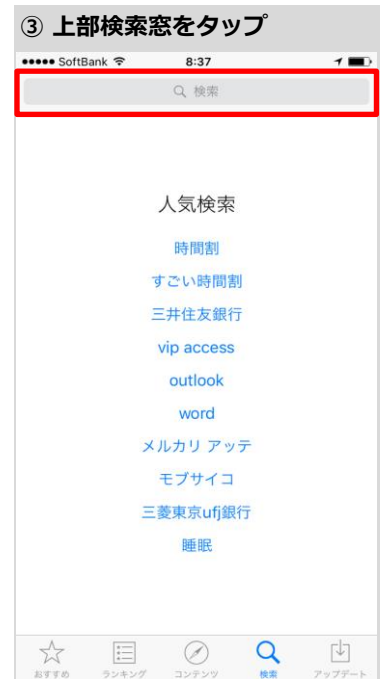 ③ 上部検索窓をタップ
SoftBank 8:37
検索
人気検索
時間割
すごい時間割
三井住友銀行
vip access
outlook
word
メルカリ アッテ
モブサイコ
三菱東京ufj銀行
睡眠
おすすめ ランキング コンテンツ 検索 アップデート